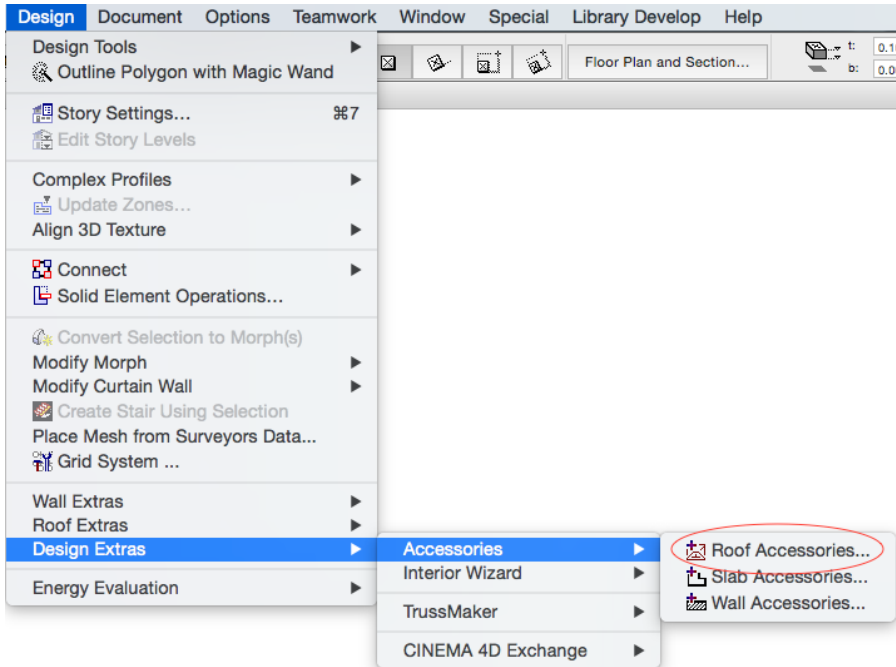 Design Document Options Teamwork Window Special Library Develop Help
Design Tools
Outline Polygon with Magic Wand
Story Settings... ⌘7
Edit Story Levels
Complex Profiles
Update Zones...
Align 3D Texture
Connect
Solid Element Operations...
Convert Selection to Morph(s)
Modify Morph
Modify Curtain Wall
Create Stair Using Selection
Place Mesh from Surveyors Data...
Grid System ...
Wall Extras
Roof Extras
Design Extras
Energy Evaluation
Floor Plan and Section...
t:
b:
Accessories
Interior Wizard
TrussMaker
CINEMA 4D Exchange
Roof Accessories...
Slab Accessories...
Wall Accessories...